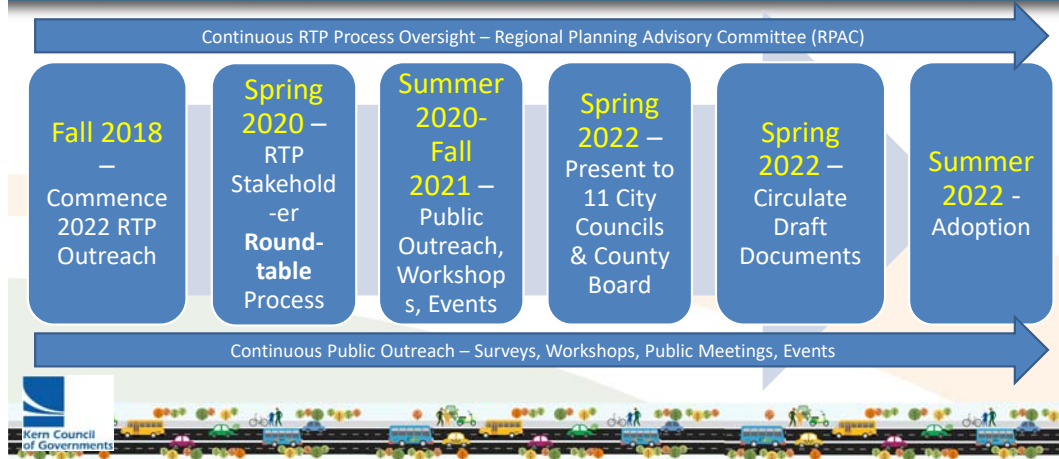 Continuous RTP Process Oversight – Regional Planning Advisory Committee (RPAC)
Fall 2018
–
Commence
2022 RTP
Outreach
Spring
2020 –
RTP
Stakehold
-er
Round-
table
Process
Summer
2020-
Fall
2021 –
Public
Outreach,
Workshop
s, Events
Spring
2022 –
Present to
11 City
Councils
& County
Board
Spring
2022 –
Circulate
Draft
Documents
Summer
2022 -
Adoption
Continuous Public Outreach – Surveys, Workshops, Public Meetings, Events
Kern Council
of Governments